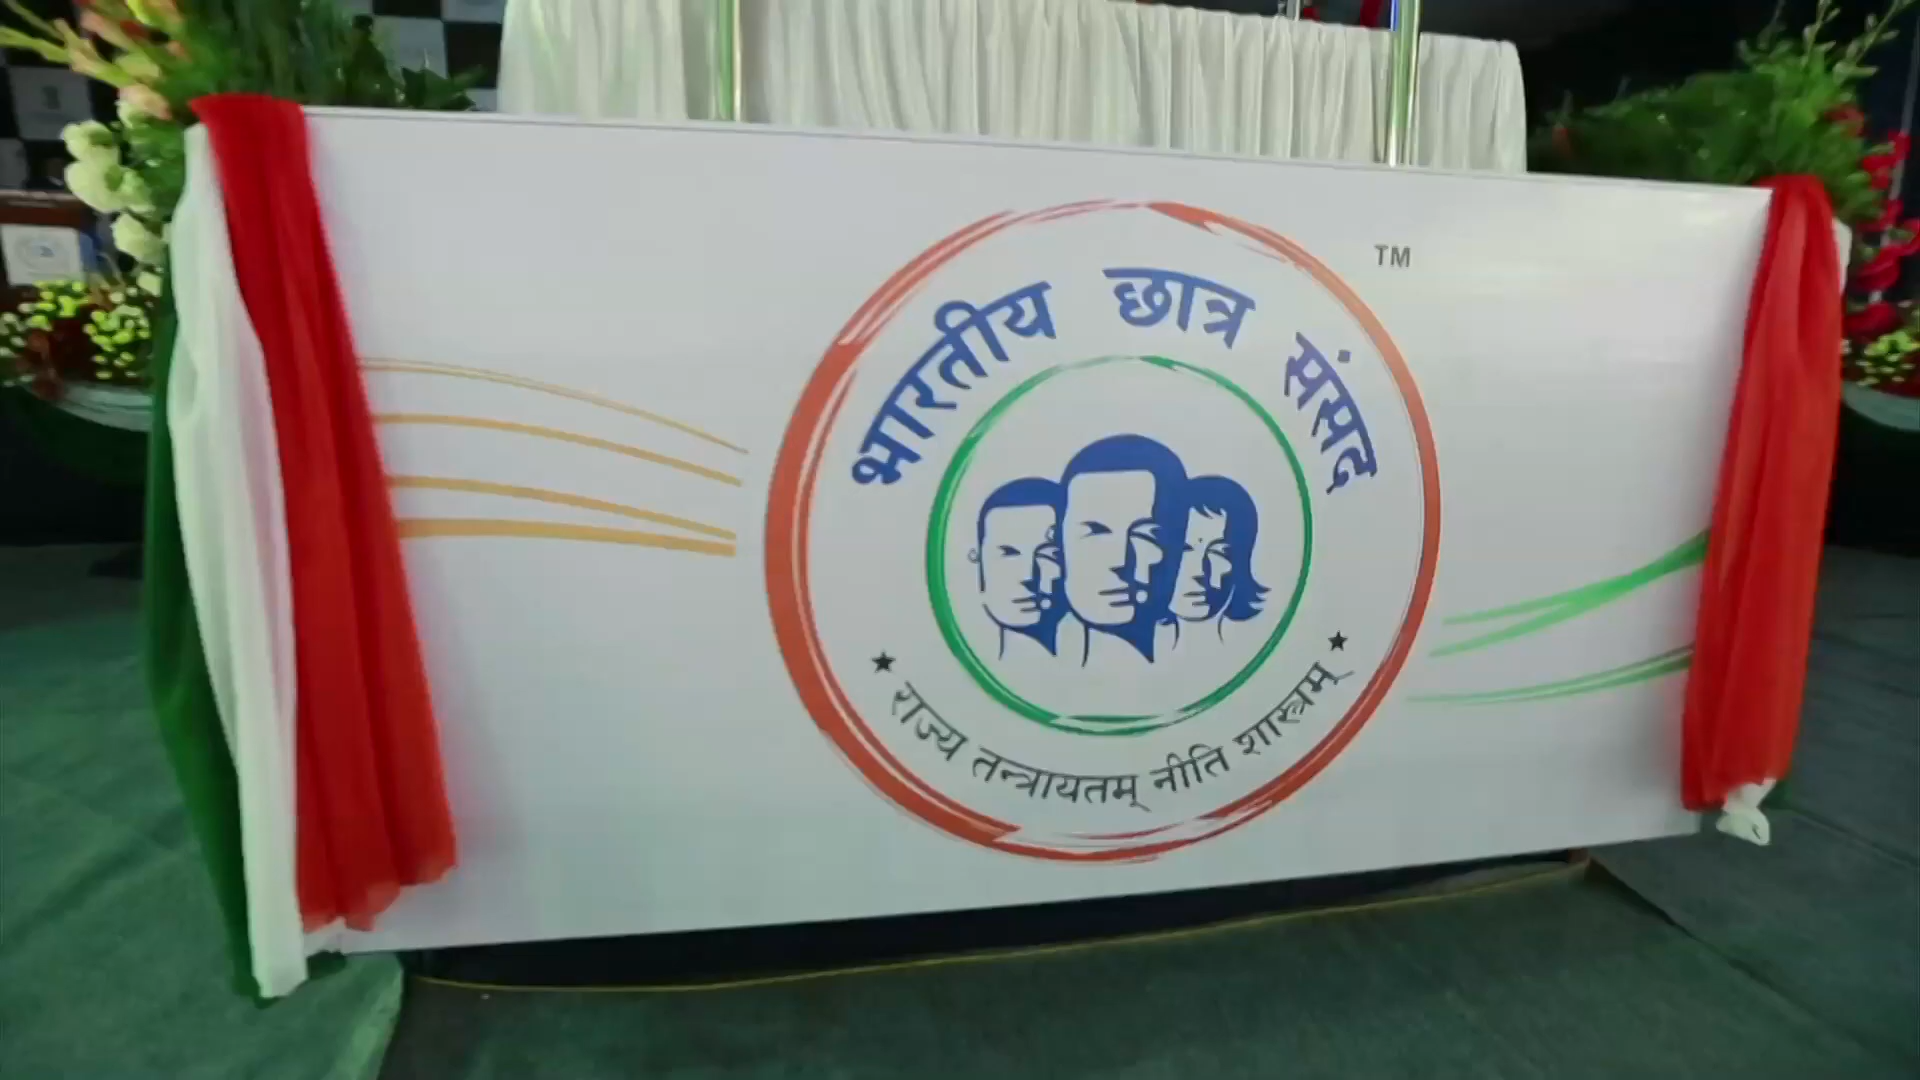 भारतीय छात्र संसद
TM
राज्य तन्त्रायतम् नीति शास्त्रम्